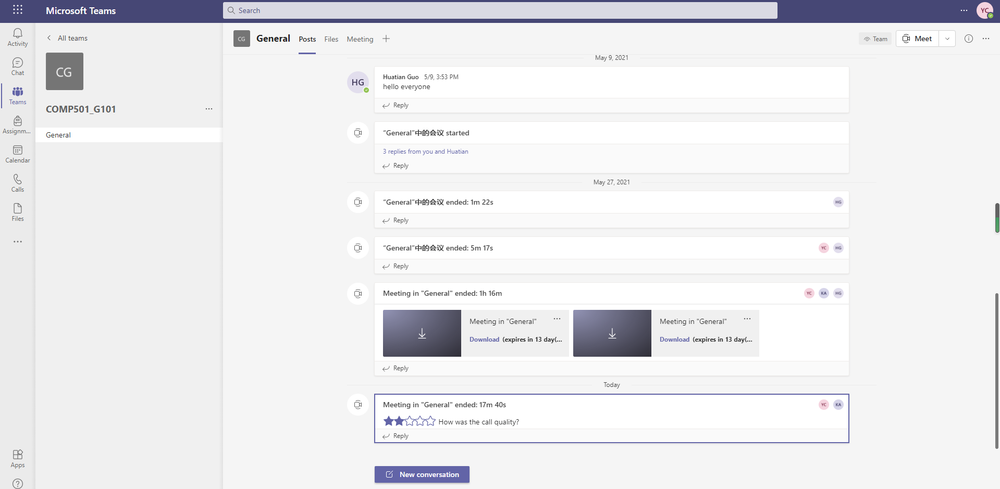 Microsoft Teams
Search
YC
Activity
Chat
Teams
Assignm...
Calendar
Calls
Files
Apps
All teams
CG
COMP501_G101
General
CG
General
Posts
Files
Meeting
Team
Meet
May 9, 2021
HG
Huatian Guo 5/9, 3:53 PM
hello everyone
Reply
“General”中的会议 started
3 replies from you and Huatian
Reply
May 27, 2021
“General”中的会议 ended: 1m 22s
HG
Reply
“General”中的会议 ended: 5m 17s
YC HG
Reply
Meeting in "General" ended: 1h 16m
YC KA HG
Meeting in "General"
Download (expires in 13 day(...
Meeting in "General"
Download (expires in 13 day(...
Reply
Today
Meeting in "General" ended: 17m 40s
YC KA
How was the call quality?
Reply
New conversation